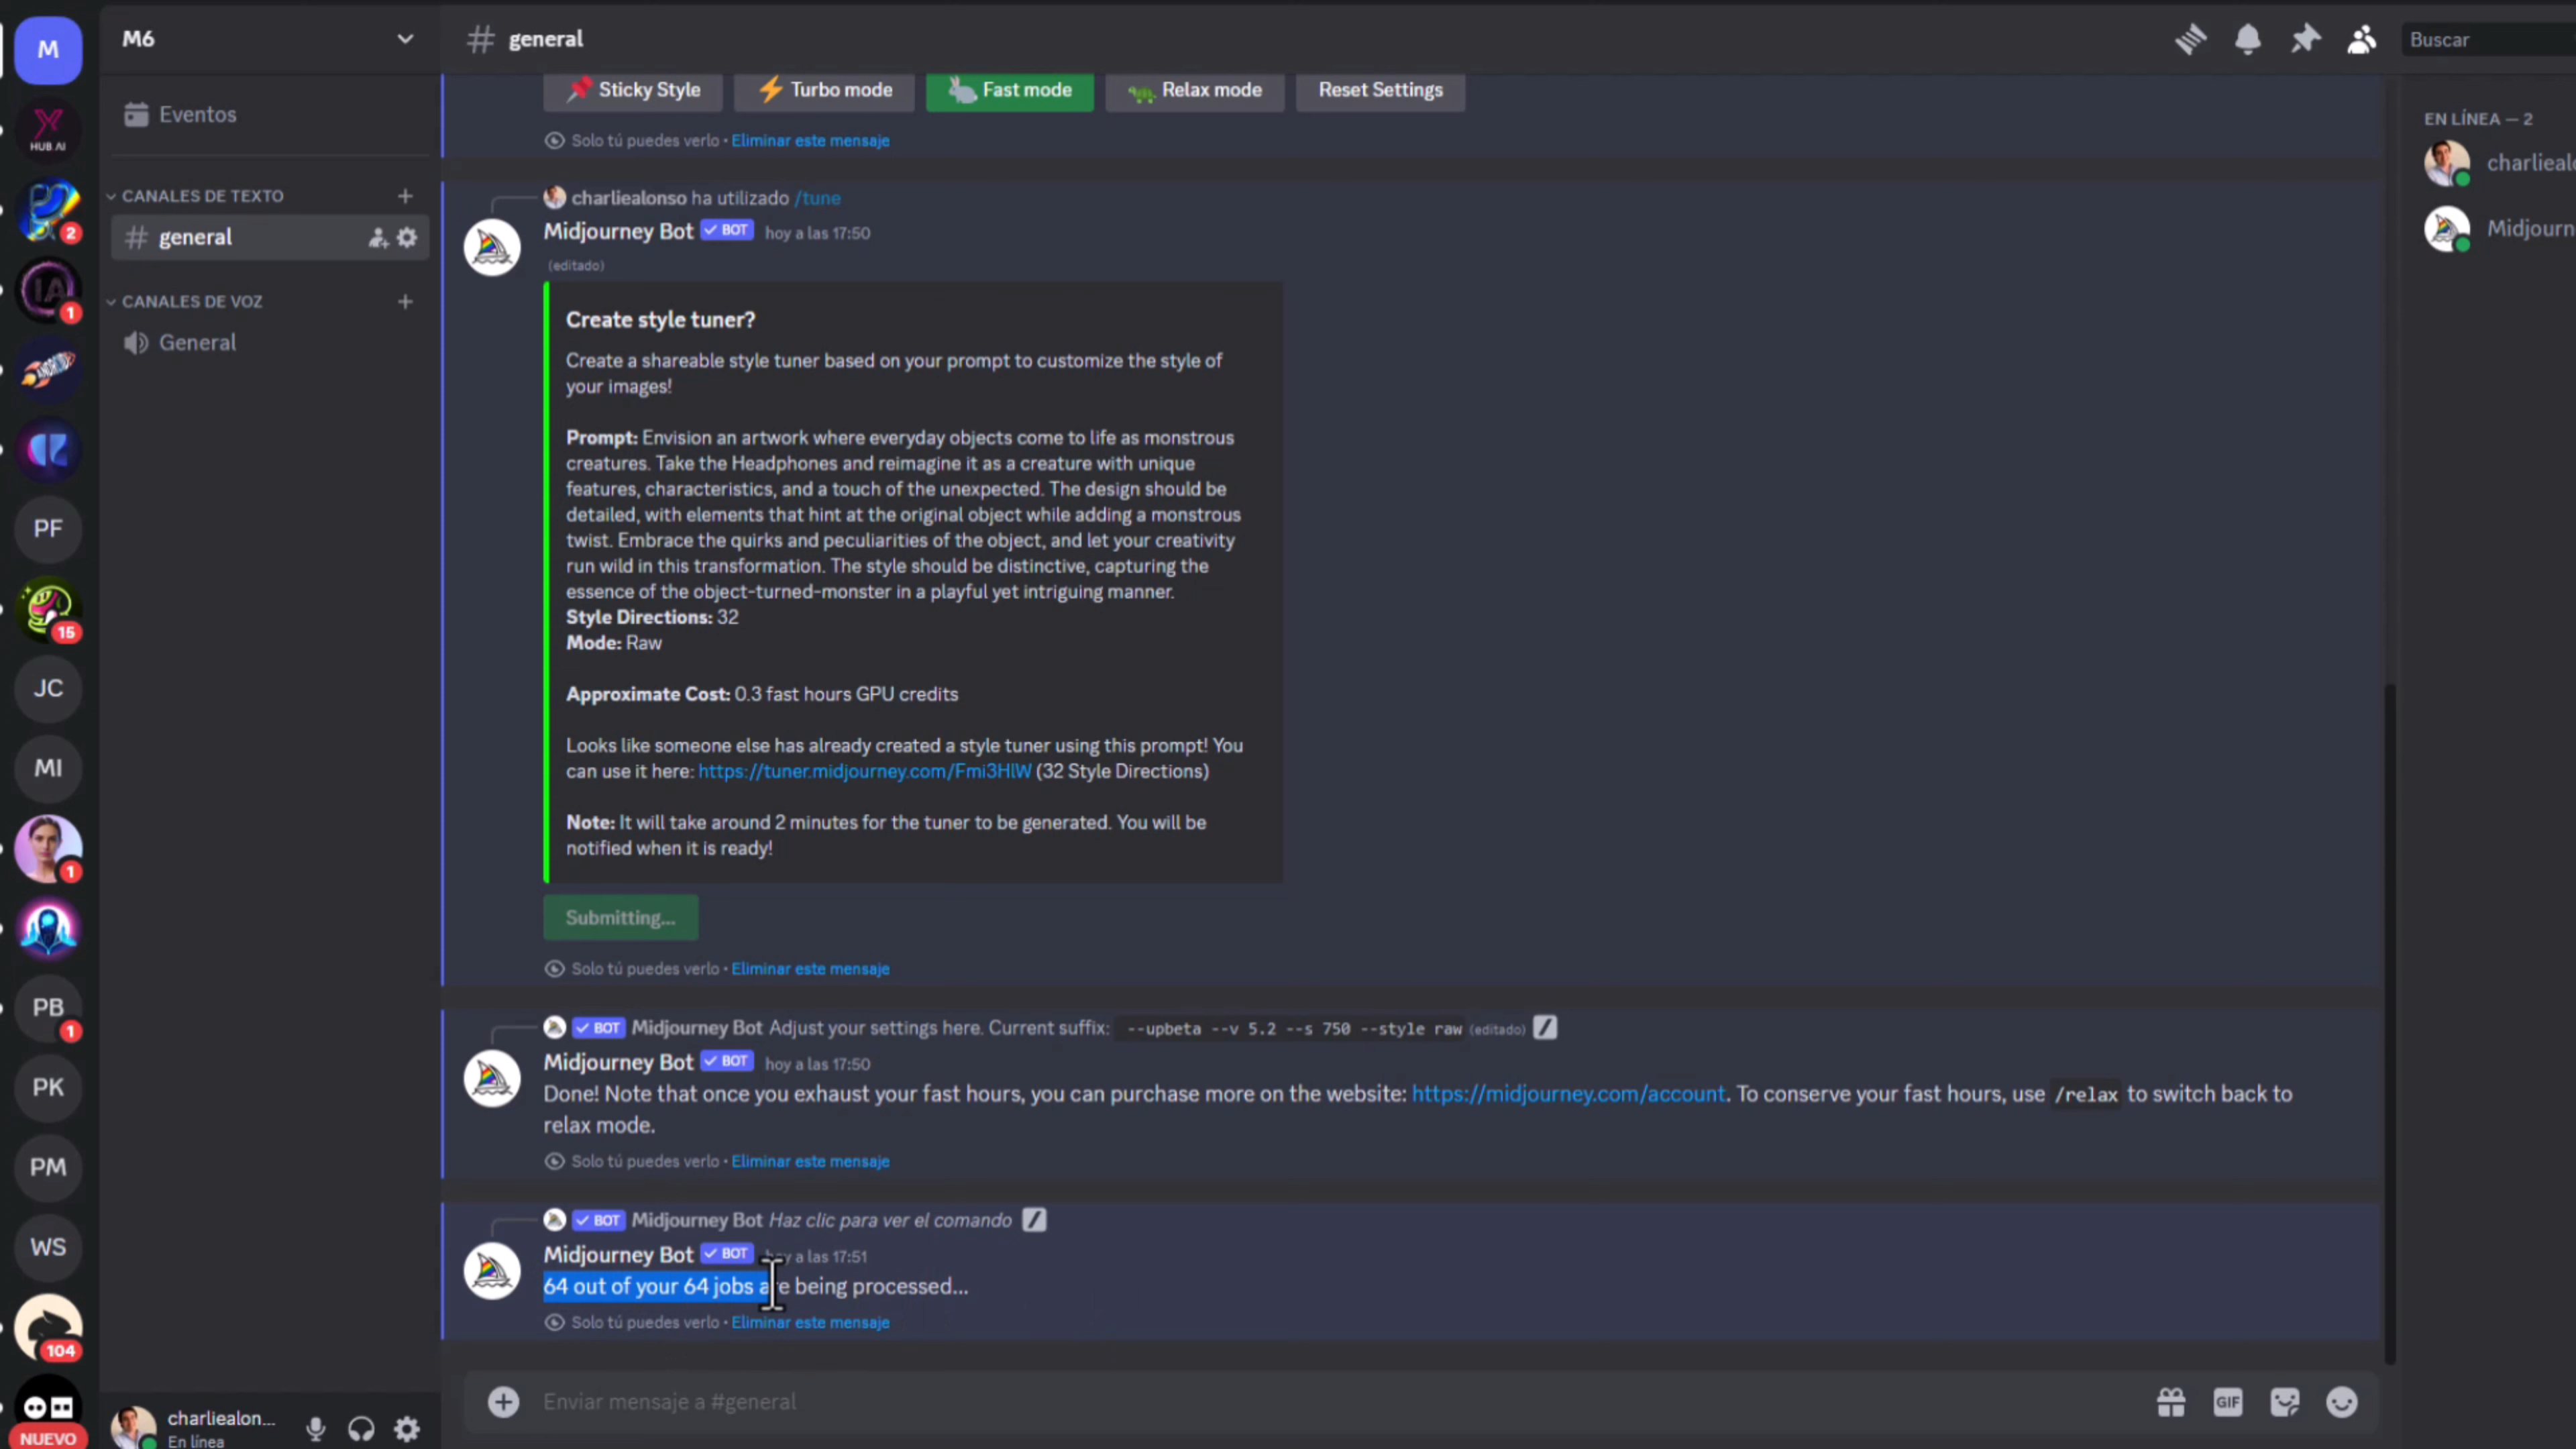 M
M6
# general
Buscar
Sticky Style
Turbo mode
Fast mode
Relax mode
Reset Settings
HUB AI
Eventos
Solo tú puedes verlo • Eliminar este mensaje
EN LÍNEA — 2
charlieal
CANALES DE TEXTO
charliealonso ha utilizado /tune
2
# general
Midjourney Bot BOT hoy a las 17:50
Midjourn
(editado)
IA
1
CANALES DE VOZ
General
Create style tuner?
Create a shareable style tuner based on your prompt to customize the style of
your images!
ANDROIDY
Prompt: Envision an artwork where everyday objects come to life as monstrous
creatures. Take the Headphones and reimagine it as a creature with unique
features, characteristics, and a touch of the unexpected. The design should be
detailed, with elements that hint at the original object while adding a monstrous
twist. Embrace the quirks and peculiarities of the object, and let your creativity
run wild in this transformation. The style should be distinctive, capturing the
essence of the object-turned-monster in a playful yet intriguing manner.
Style Directions: 32
Mode: Raw
PF
15
JC
Approximate Cost: 0.3 fast hours GPU credits
Looks like someone else has already created a style tuner using this prompt! You
can use it here: https://tuner.midjourney.com/Fmi3HlW (32 Style Directions)
MI
Note: It will take around 2 minutes for the tuner to be generated. You will be
notified when it is ready!
1
Submitting...
Solo tú puedes verlo • Eliminar este mensaje
PB
1
BOT Midjourney Bot Adjust your settings here. Current suffix: --upbeta --v 5.2 --s 750 --style raw (editado)
Midjourney Bot BOT hoy a las 17:50
Done! Note that once you exhaust your fast hours, you can purchase more on the website: https://midjourney.com/account. To conserve your fast hours, use /relax to switch back to
relax mode.
PK
Solo tú puedes verlo • Eliminar este mensaje
PM
BOT Midjourney Bot Haz clic para ver el comando
WS
Midjourney Bot BOT hoy a las 17:51
64 out of your 64 jobs are being processed...
Solo tú puedes verlo • Eliminar este mensaje
104
Enviar mensaje a #general
GIF
charliealon...
En línea
NUEVO